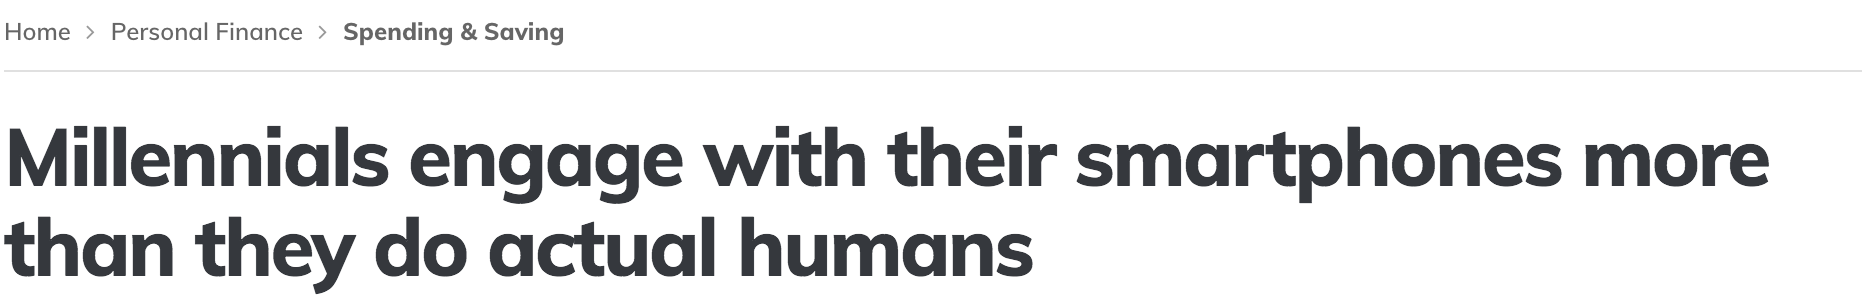 Home > Personal Finance > Spending & Saving
Millennials engage with their smartphones more
than they do actual humans